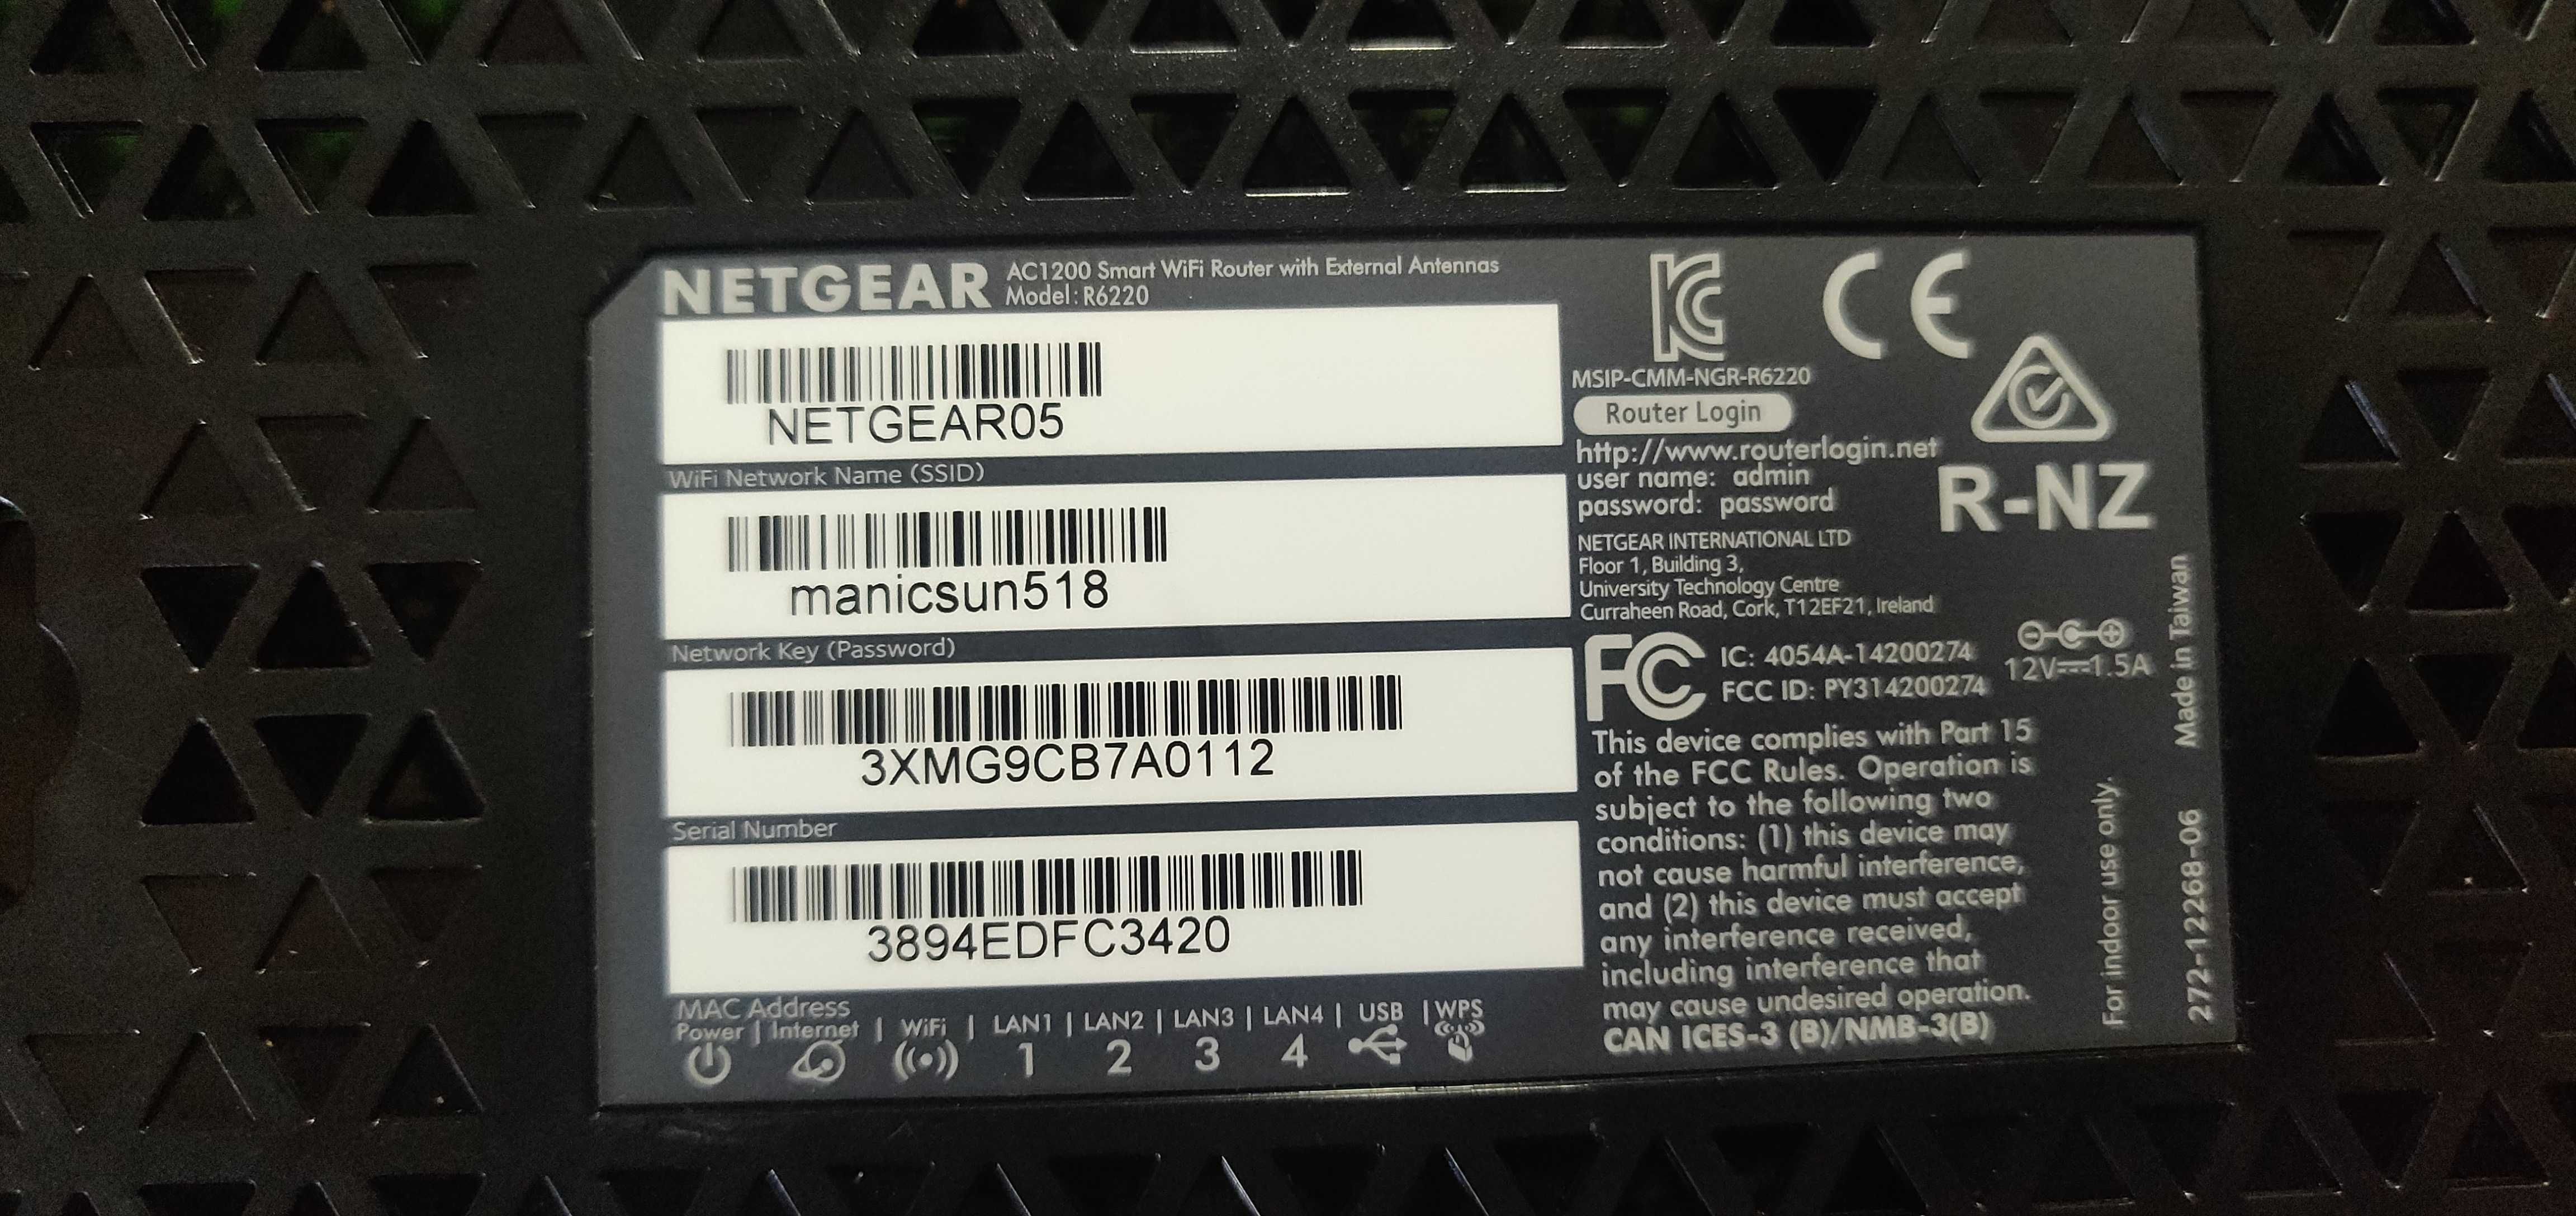 NETGEAR AC1200 Smart WiFi Router with External Antennas
Model: R6220
NETGEAR05
WiFi Network Name (SSID)
manicsun518
Network Key (Password)
3XMG9CB7A0112
Serial Number
3894EDFC3420
MAC Address
Power | Internet | WiFi | LAN1 | LAN2 | LAN3 | LAN4 | USB | WPS
1 2 3 4
CE
MSIP-CMM-NGR-R6220
Router Login
http://www.routerlogin.net
user name: admin
password: password
R-NZ
NETGEAR INTERNATIONAL LTD
Floor 1, Building 3,
University Technology Centre
Curraheen Road, Cork, T12EF21, Ireland
FC IC: 4054A-14200274
FCC ID: PY314200274
12V⎓1.5A
This device complies with Part 15
of the FCC Rules. Operation is
subject to the following two
conditions: (1) this device may
not cause harmful interference,
and (2) this device must accept
any interference received,
including interference that
may cause undesired operation.
CAN ICES-3 (B)/NMB-3(B)
For indoor use only.
272-12268-06 Made in Taiwan